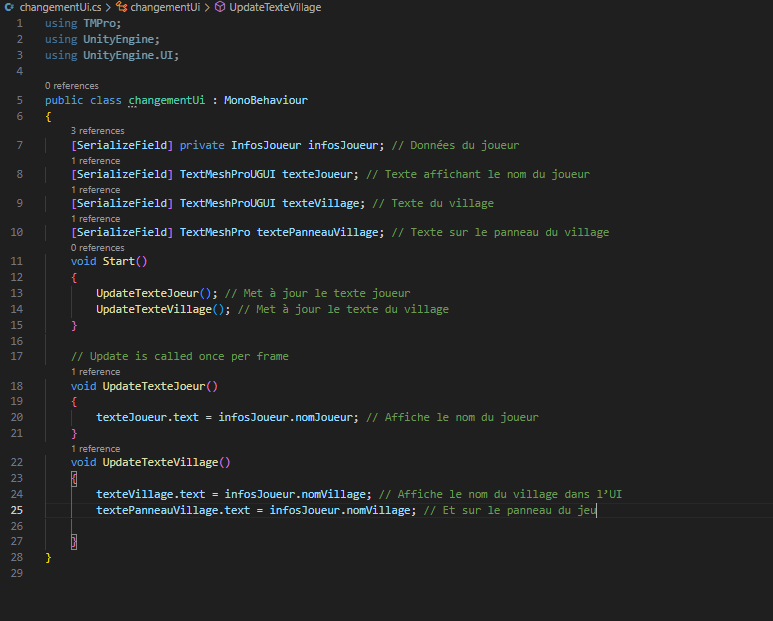 changementUi.cs > changementUi > UpdateTexteVillage
1 using TMPro;
2 using UnityEngine;
3 using UnityEngine.UI;
4
0 references
5 public class changementUi : MonoBehaviour
6 {
3 references
7 [SerializeField] private InfosJoueur infosJoueur; // Données du joueur
1 reference
8 [SerializeField] TextMeshProUGUI texteJoueur; // Texte affichant le nom du joueur
1 reference
9 [SerializeField] TextMeshProUGUI texteVillage; // Texte du village
1 reference
10 [SerializeField] TextMeshPro textePanneauVillage; // Texte sur le panneau du village
0 references
11 void Start()
12 {
13 UpdateTexteJoeur(); // Met à jour le texte joueur
14 UpdateTexteVillage(); // Met à jour le texte du village
15 }
16
17 // Update is called once per frame
1 reference
18 void UpdateTexteJoeur()
19 {
20 texteJoueur.text = infosJoueur.nomJoueur; // Affiche le nom du joueur
21 }
1 reference
22 void UpdateTexteVillage()
23 {
24 texteVillage.text = infosJoueur.nomVillage; // Affiche le nom du village dans l’UI
25 textePanneauVillage.text = infosJoueur.nomVillage; // Et sur le panneau du jeu
26
27 }
28 }
29